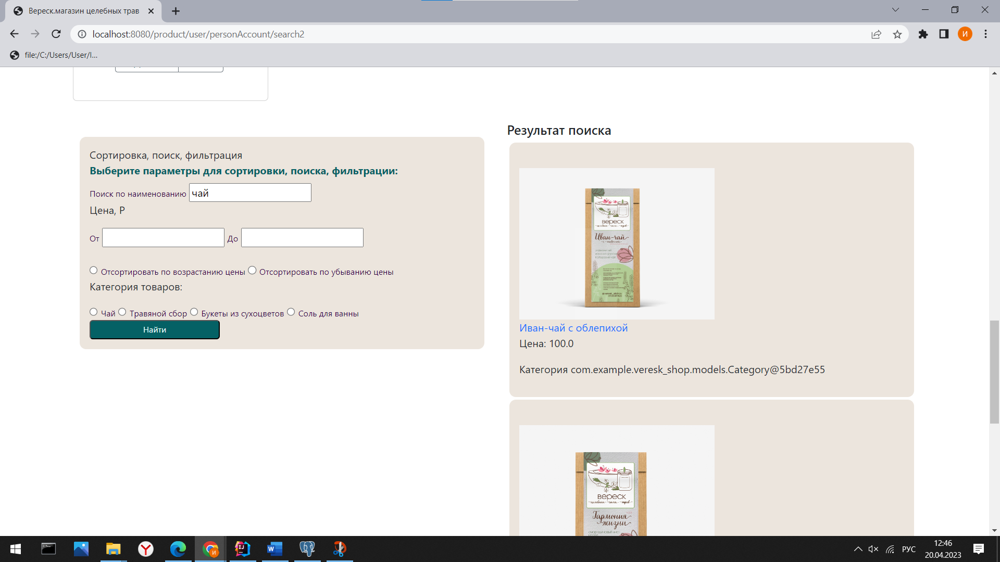 Вереск.магазин целебных трав
localhost:8080/product/user/personAccount/search2
И
file:/C:/Users/User/I...
Результат поиска
Сортировка, поиск, фильтрация
Выберите параметры для сортировки, поиска, фильтрации:
Поиск по наименованию чай
Цена, Р
От До
Отсортировать по возрастанию цены Отсортировать по убыванию цены
Категория товаров:
Чай Травяной сбор Букеты из сухоцветов Соль для ванны
Найти
вереск
Иван-чай
Иван-чай с облепихой
Цена: 100.0
Категория com.example.veresk_shop.models.Category@5bd27e55
вереск
Гармония
жизни
РУС
12:46
20.04.2023